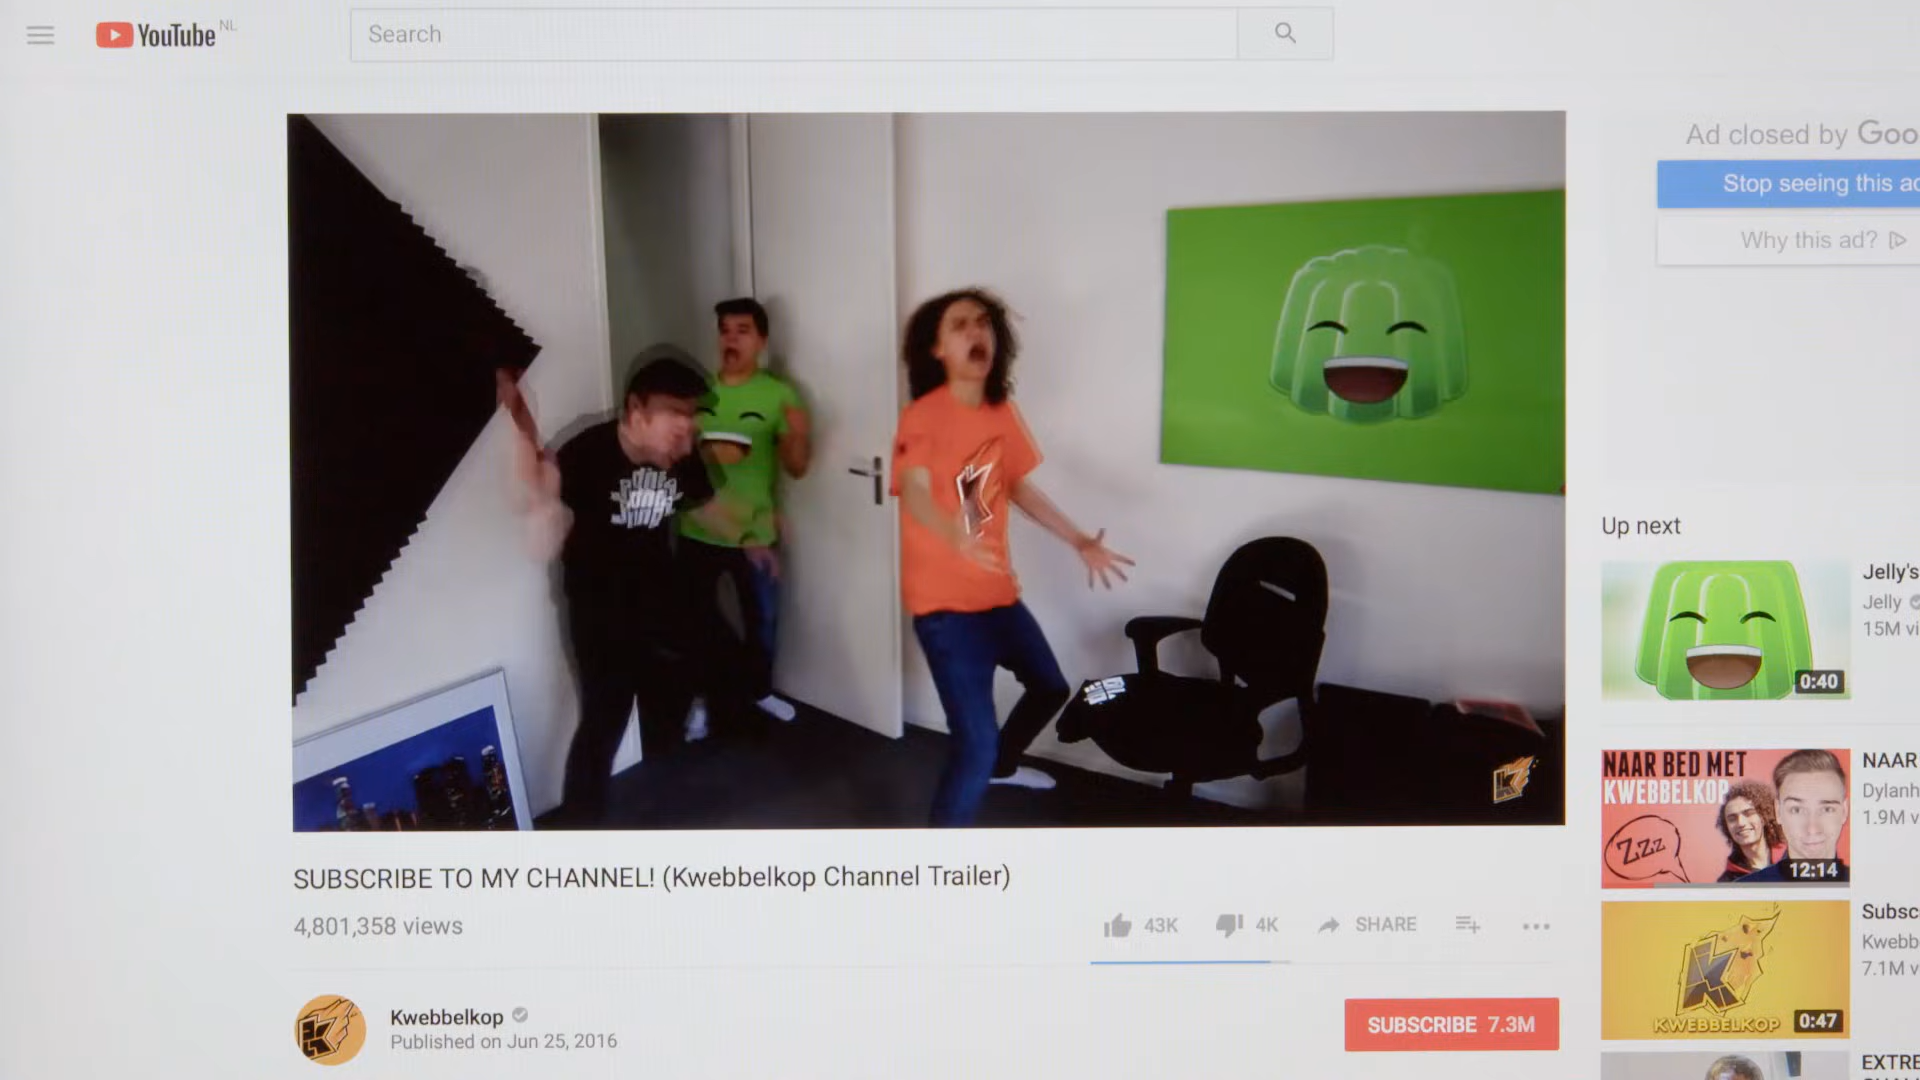 YouTube NL
Search
Ad closed by Goo
Stop seeing this ad
Why this ad?
Up next
Jelly's
Jelly
15M vi
0:40
NAAR BED MET
KWEBBELKOP
ZZZ
12:14
NAAR
Dylanh
1.9M v
SUBSCRIBE TO MY CHANNEL! (Kwebbelkop Channel Trailer)
4,801,358 views
43K
4K
SHARE
KWEBBELKOP
0:47
Subsc
Kwebb
7.1M v
Kwebbelkop
Published on Jun 25, 2016
SUBSCRIBE 7.3M
EXTRE